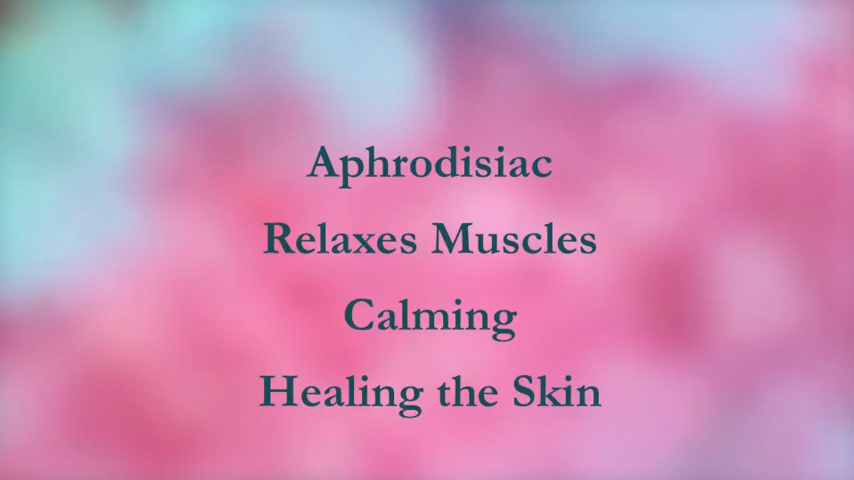 Aphrodisiac
Relaxes Muscles
Calming
Healing the Skin